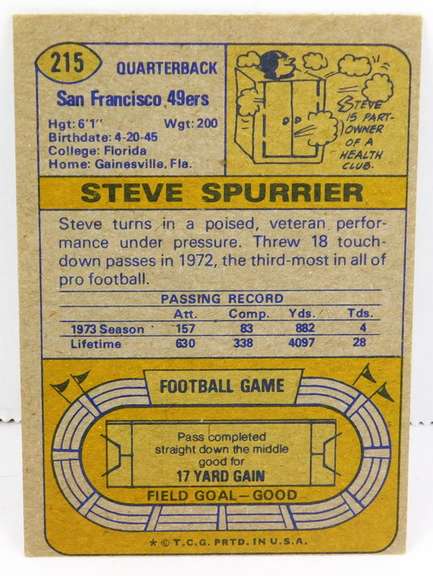 215
QUARTERBACK
San Francisco 49ers
Hgt: 6'1" Wgt: 200
Birthdate: 4-20-45
College: Florida
Home: Gainesville, Fla.
STEVE
IS PART-
OWNER
OF A
HEALTH
CLUB.
STEVE SPURRIER
Steve turns in a poised, veteran perfor-
mance under pressure. Threw 18 touch-
down passes in 1972, the third-most in all of
pro football.
PASSING RECORD
Att. Comp. Yds. Tds.
1973 Season 157 83 882 4
Lifetime 630 338 4097 28
FOOTBALL GAME
Pass completed
straight down the middle
good for
17 YARD GAIN
FIELD GOAL—GOOD
* © T.C.G. PRTD. IN U.S.A.